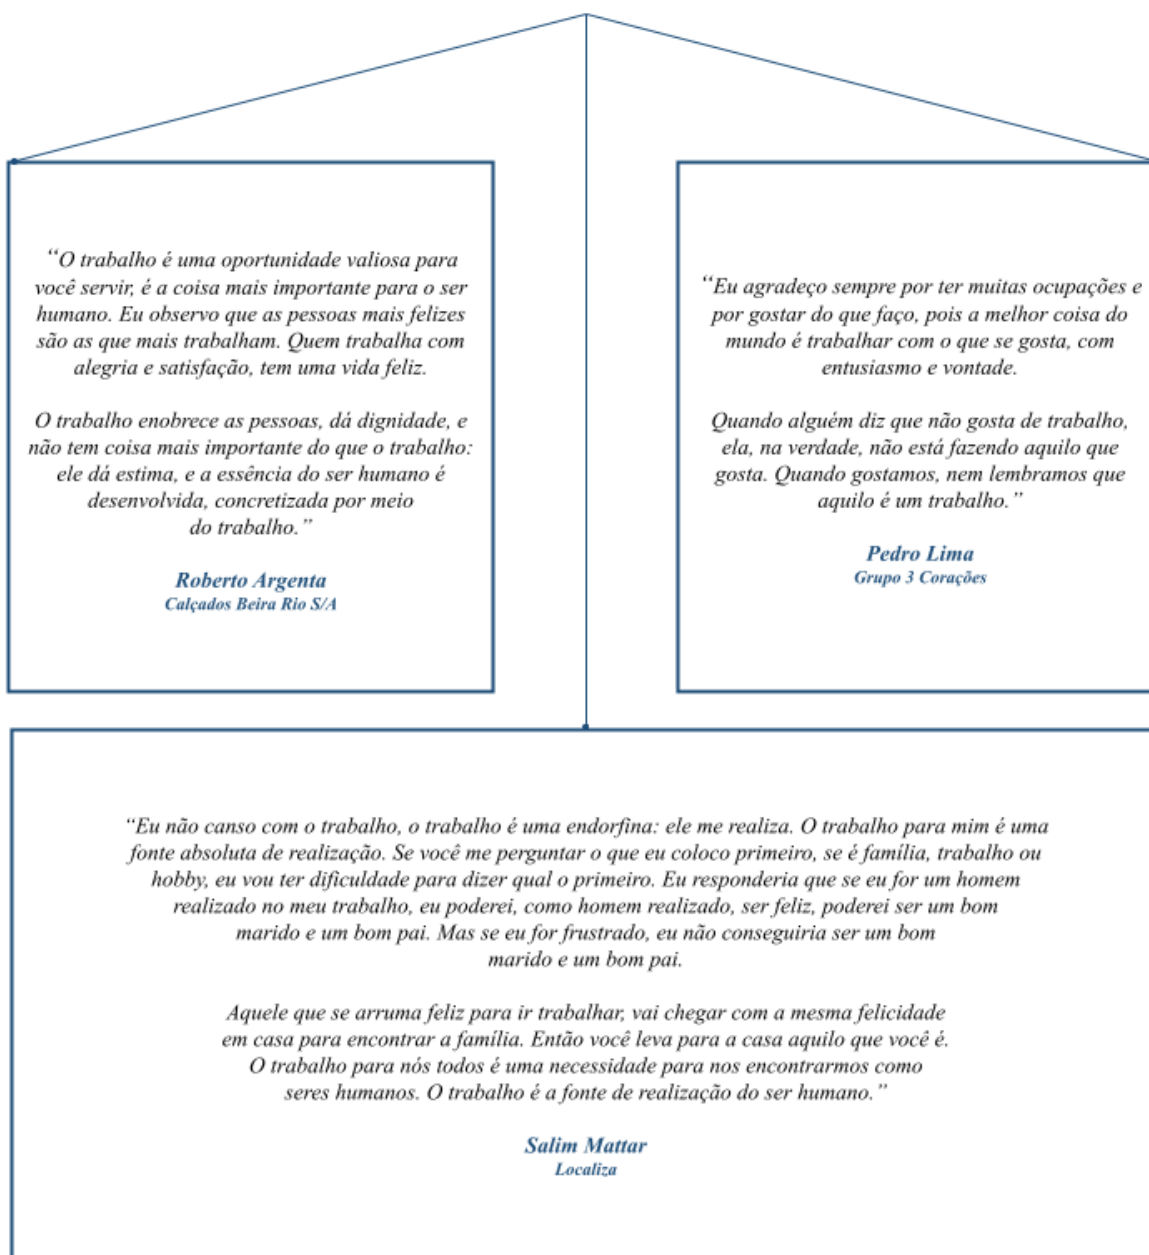 “O trabalho é uma oportunidade valiosa para
você servir, é a coisa mais importante para o ser
humano. Eu observo que as pessoas mais felizes
são as que mais trabalham. Quem trabalha com
alegria e satisfação, tem uma vida feliz.
O trabalho enobrece as pessoas, dá dignidade, e
não tem coisa mais importante do que o trabalho:
ele dá estima, e a essência do ser humano é
desenvolvida, concretizada por meio
do trabalho.”
Roberto Argenta
Calçados Beira Rio S/A
“Eu agradeço sempre por ter muitas ocupações e
por gostar do que faço, pois a melhor coisa do
mundo é trabalhar com o que se gosta, com
entusiasmo e vontade.
Quando alguém diz que não gosta de trabalho,
ela, na verdade, não está fazendo aquilo que
gosta. Quando gostamos, nem lembramos que
aquilo é um trabalho.”
Pedro Lima
Grupo 3 Corações
“Eu não canso com o trabalho, o trabalho é uma endorfina: ele me realiza. O trabalho para mim é uma
fonte absoluta de realização. Se você me perguntar o que eu coloco primeiro, se é família, trabalho ou
hobby, eu vou ter dificuldade para dizer qual o primeiro. Eu responderia que se eu for um homem
realizado no meu trabalho, eu poderei, como homem realizado, ser feliz, poderei ser um bom
marido e um bom pai. Mas se eu for frustrado, eu não conseguiria ser um bom
marido e um bom pai.
Aquele que se arruma feliz para ir trabalhar, vai chegar com a mesma felicidade
em casa para encontrar a família. Então você leva para a casa aquilo que você é.
O trabalho para nós todos é uma necessidade para nos encontrarmos como
seres humanos. O trabalho é a fonte de realização do ser humano.”
Salim Mattar
Localiza